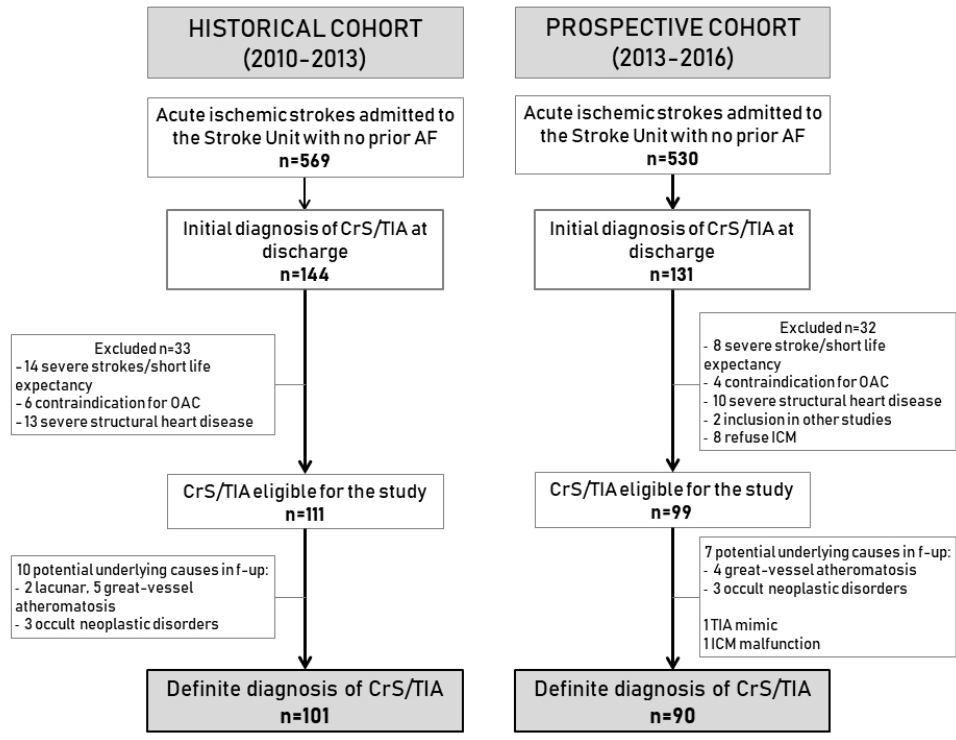 HISTORICAL COHORT
(2010-2013)
Acute ischemic strokes admitted to
the Stroke Unit with no prior AF
n=569
Initial diagnosis of CrS/TIA at
discharge
n=144
Excluded n=33
- 14 severe strokes/short life
expectancy
- 6 contraindication for OAC
- 13 severe structural heart disease
CrS/TIA eligible for the study
n=111
10 potential underlying causes in f-up:
- 2 lacunar, 5 great-vessel
atheromatosis
- 3 occult neoplastic disorders
Definite diagnosis of CrS/TIA
n=101
PROSPECTIVE COHORT
(2013-2016)
Acute ischemic strokes admitted to
the Stroke Unit with no prior AF
n=530
Initial diagnosis of CrS/TIA at
discharge
n=131
Excluded n=32
- 8 severe stroke/short life
expectancy
- 4 contraindication for OAC
- 10 severe structural heart disease
- 2 inclusion in other studies
- 8 refuse ICM
CrS/TIA eligible for the study
n=99
7 potential underlying causes in f-up:
- 4 great-vessel atheromatosis
- 3 occult neoplastic disorders
1 TIA mimic
1 ICM malfunction
Definite diagnosis of CrS/TIA
n=90